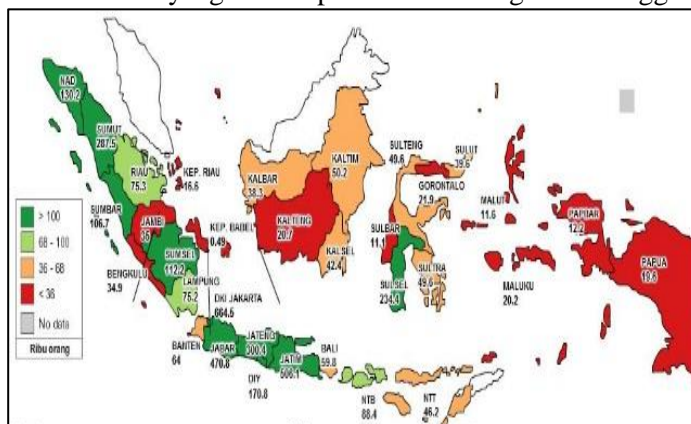 NAD
130.2
SUMUT
287.5
RIAU
75.3
KEP. RIAU
16.6
SUMBAR
106.7
JAMBI
35
KEP. BABEL
0.49
SUMSEL
112.2
BENGKULU
34.9
LAMPUNG
75.2
DKI JAKARTA
664.5
BANTEN
64
JABAR
470.8
JATENG
300.4
DIY
170.8
JATIM
506.1
BALI
59.8
NTB
88.4
NTT
46.2
KALBAR
38.3
KALTENG
20.7
KALTIM
50.2
KALSEL
42.4
SULTENG
49.6
SULUT
39.6
GORONTALO
21.9
SULBAR
11.1
SULSEL
234.4
SULTRA
49.6
MALUT
11.6
MALUKU
20.2
PAPBAR
12.2
PAPUA
19.6
> 100
68 - 100
36 - 68
< 36
No data
Ribu orang